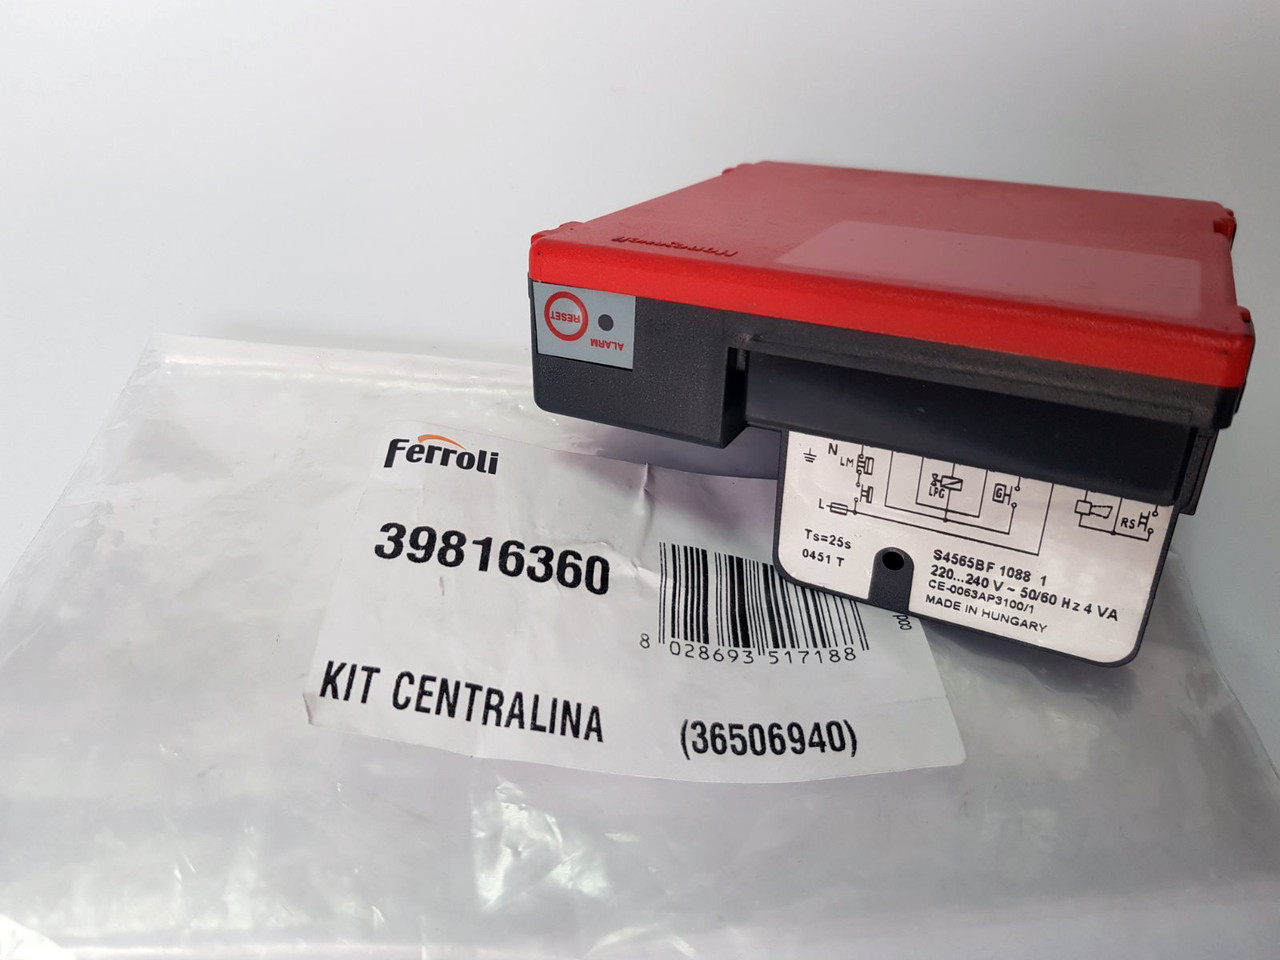 Honeywell
RESET
ALARM
N
LM
LPG
G
L
RS
Ts=25s
0451 T
S4565BF 1088 1
220...240 V ~ 50/60 Hz 4 VA
CE-0063AP3100/1
MADE IN HUNGARY
Ferroli
39816360
8 028693 517188
KIT CENTRALINA (36506940)